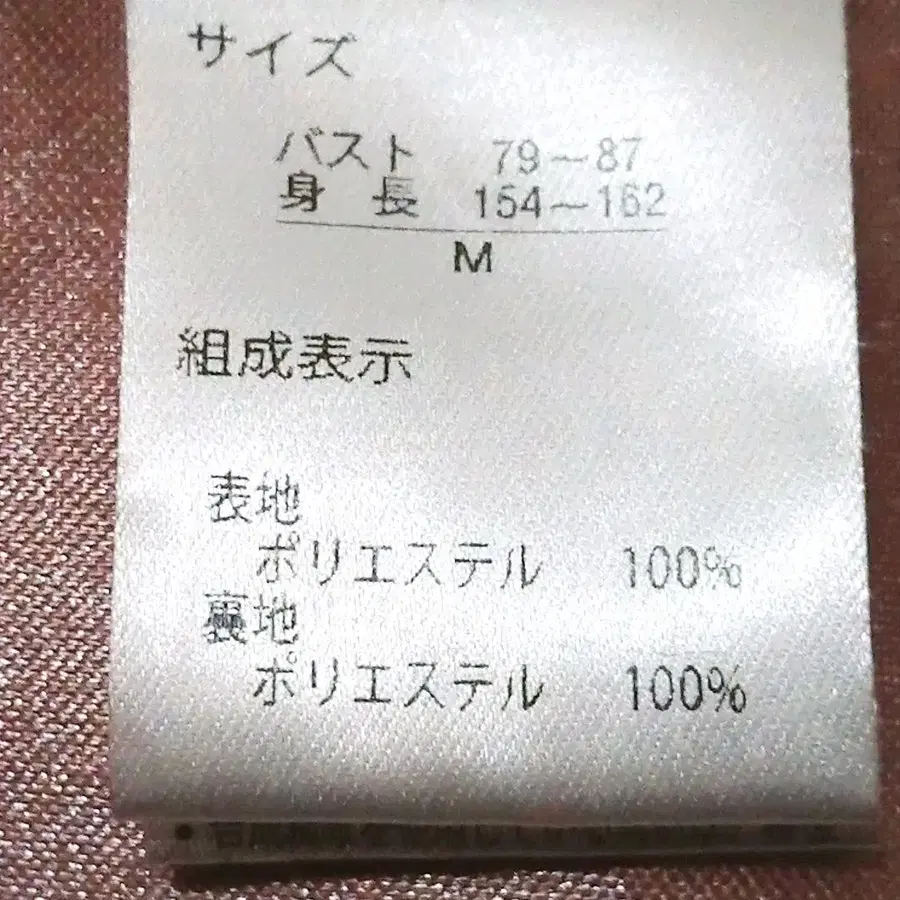 サイズ
バスト 79～87
身長 154～162
M
組成表示
表地
ポリエステル 100%
裏地
ポリエステル 100%